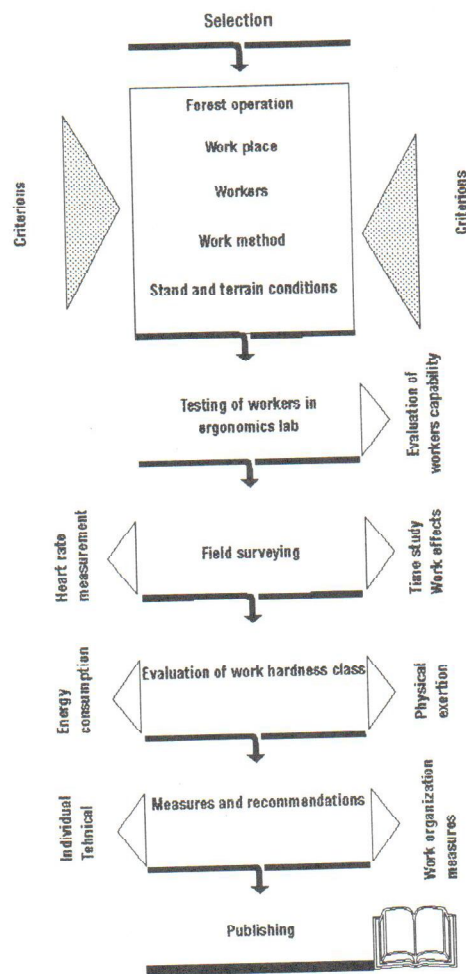 Selection
Forest operation
Work place
Workers
Work method
Stand and terrain conditions
Criterions
Criterions
Testing of workers in
ergonomics lab
Evaluation of
workers capability
Heart rate
measurement
Field surveying
Time study
Work effects
Energy
consumption
Evaluation of work hardness class
Physical
exertion
Individual
Tehnical
Measures and recommendations
Work organization
measures
Publishing